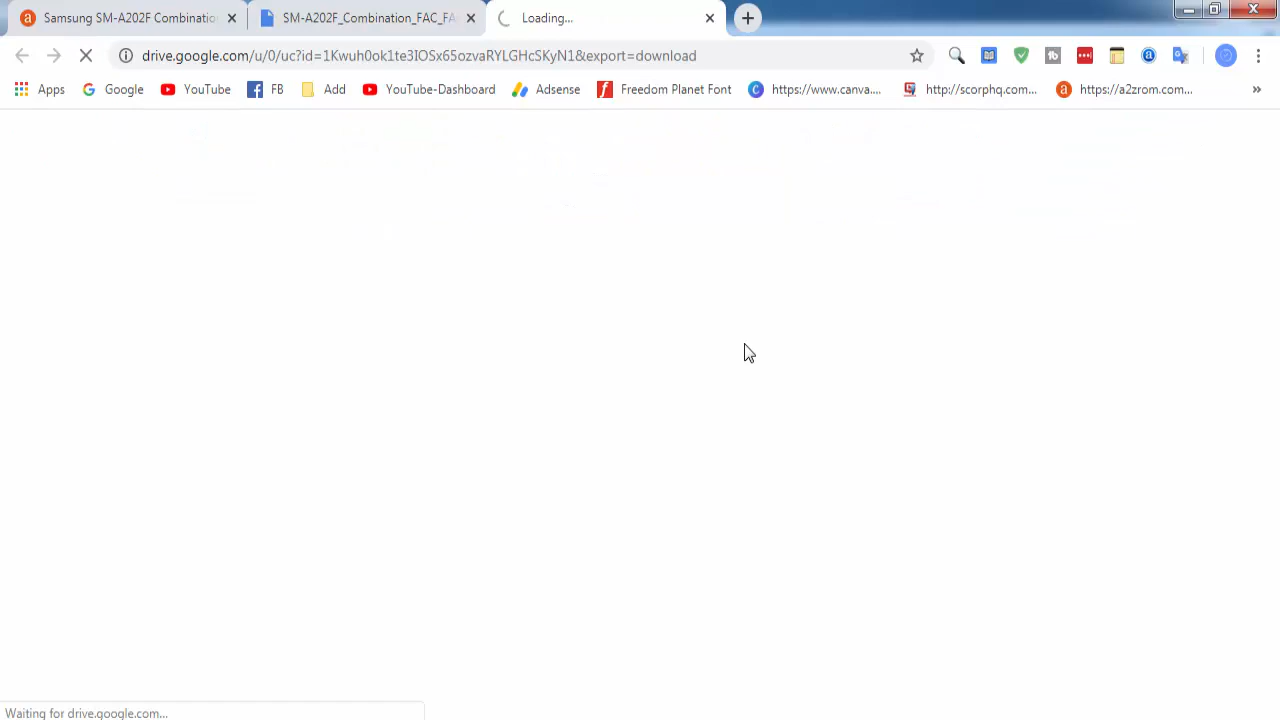 Samsung SM-A202F Combinatio
SM-A202F_Combination_FAC_FA
Loading...
drive.google.com/u/0/uc?id=1Kwuh0ok1te3IOSx65ozvaRYLGHcSKyN1&export=download
Apps Google YouTube FB Add YouTube-Dashboard Adsense Freedom Planet Font https://www.canva.... http://scorphq.com... https://a2zrom.com... »
Waiting for drive.google.com...